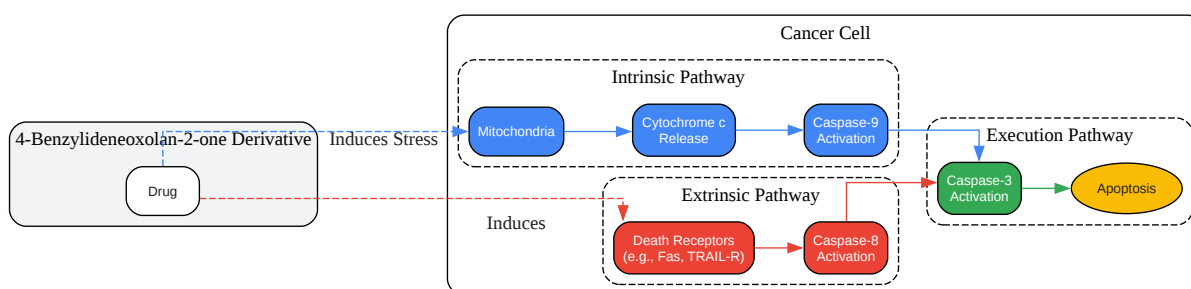 Cancer Cell
Intrinsic Pathway
4-Benzylideneoxolan-2-one Derivative
Induces Stress
Mitochondria
Cytochrome c
Release
Caspase-9
Activation
Execution Pathway
Drug
Extrinsic Pathway
Caspase-3
Activation
Apoptosis
Induces
Death Receptors
(e.g., Fas, TRAIL-R)
Caspase-8
Activation